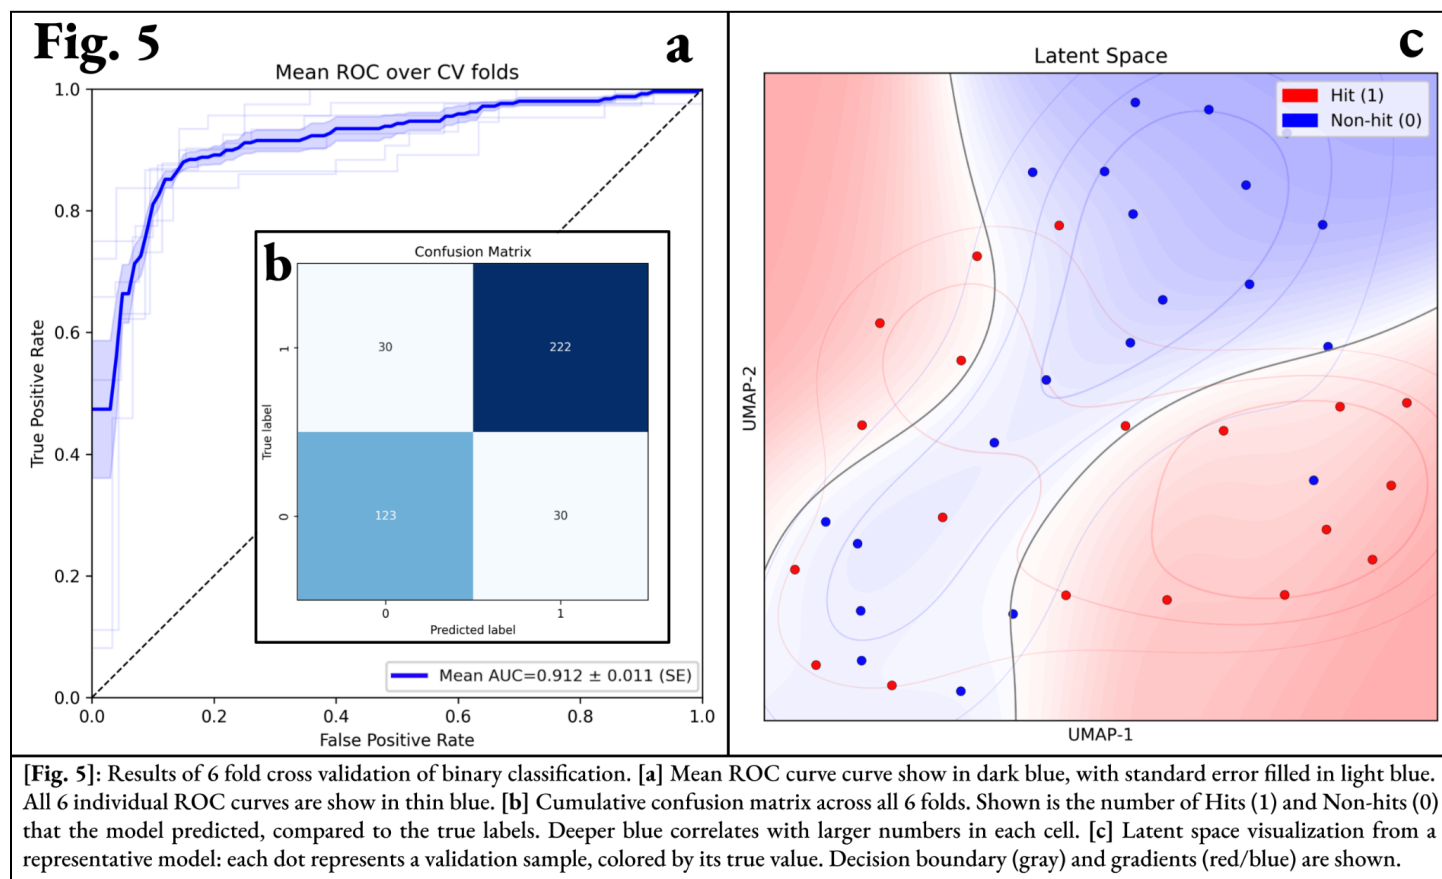 Fig. 5
a
Mean ROC over CV folds
1.0
0.8
0.6
0.4
0.2
0.0
True Positive Rate
0.0 0.2 0.4 0.6 0.8 1.0
False Positive Rate
Mean AUC=0.912 ± 0.011 (SE)
b
Confusion Matrix
30 222
123 30
1
0
True label
0 1
Predicted label
c
Latent Space
Hit (1)
Non-hit (0)
UMAP-2
UMAP-1
[Fig. 5]: Results of 6 fold cross validation of binary classification. [a] Mean ROC curve curve show in dark blue, with standard error filled in light blue.
All 6 individual ROC curves are show in thin blue. [b] Cumulative confusion matrix across all 6 folds. Shown is the number of Hits (1) and Non-hits (0)
that the model predicted, compared to the true labels. Deeper blue correlates with larger numbers in each cell. [c] Latent space visualization from a
representative model: each dot represents a validation sample, colored by its true value. Decision boundary (gray) and gradients (red/blue) are shown.